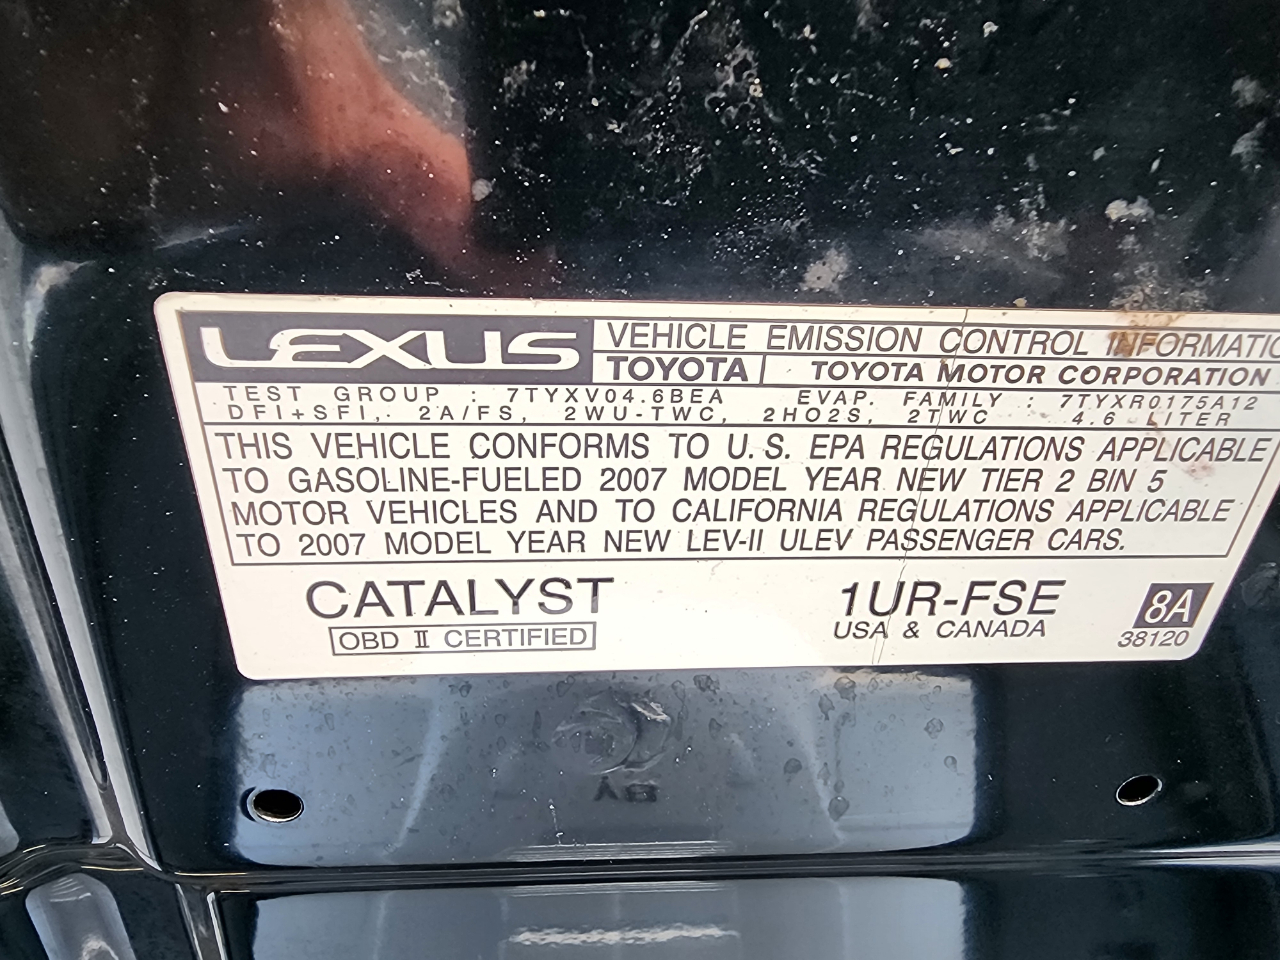 LEXUS
VEHICLE EMISSION CONTROL INFORMATIO
TOYOTA TOYOTA MOTOR CORPORATION
TEST GROUP : 7TYXV04.6BEA EVAP. FAMILY : 7TYXR0175A12
DFI+SFI, 2A/FS, 2WU-TWC, 2HO2S, 2TWC 4.6 LITER
THIS VEHICLE CONFORMS TO U.S. EPA REGULATIONS APPLICABLE
TO GASOLINE-FUELED 2007 MODEL YEAR NEW TIER 2 BIN 5
MOTOR VEHICLES AND TO CALIFORNIA REGULATIONS APPLICABLE
TO 2007 MODEL YEAR NEW LEV-II ULEV PASSENGER CARS.
CATALYST 1UR-FSE 8A
OBD II CERTIFIED USA & CANADA 38120